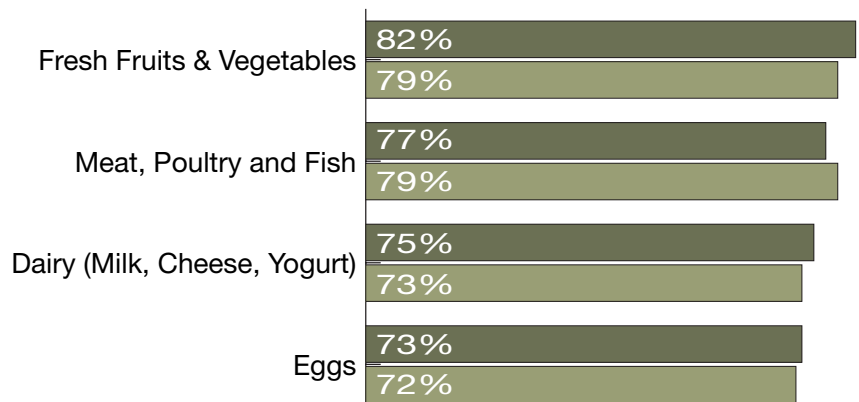 Fresh Fruits & Vegetables
82%
79%
Meat, Poultry and Fish
77%
79%
Dairy (Milk, Cheese, Yogurt)
75%
73%
Eggs
73%
72%